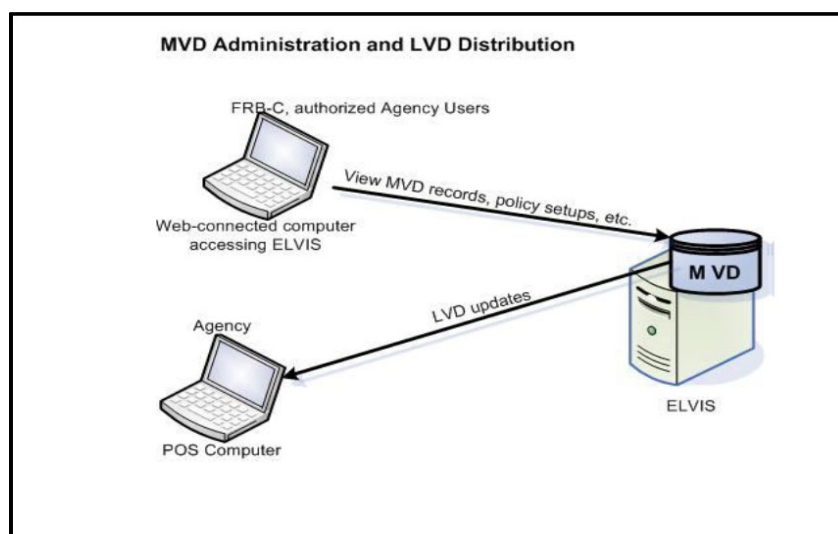 MVD Administration and LVD Distribution
FRB-C, authorized Agency Users
View MVD records, policy setups, etc.
Web-connected computer
accessing ELVIS
M VD
LVD updates
Agency
ELVIS
POS Computer